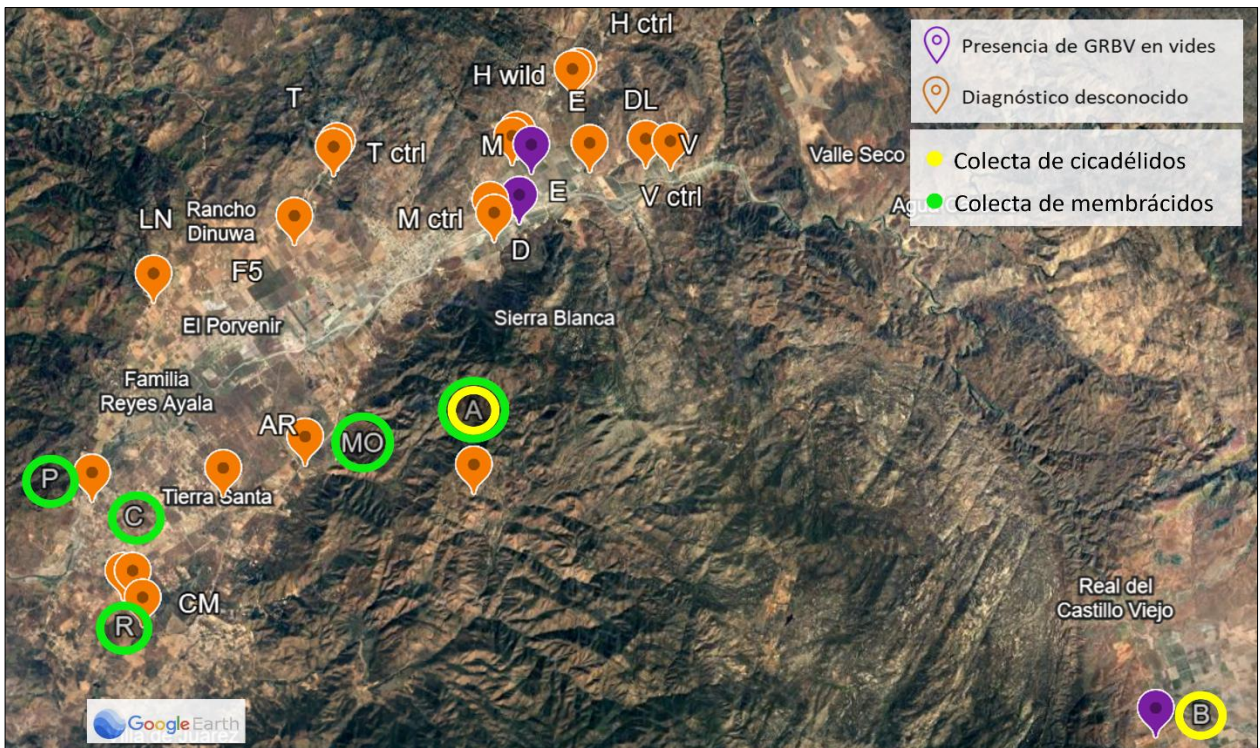 H ctrl
Presencia de GRBV en vides
H wild
T
E
DL
Diagnóstico desconocido
M
V
T ctrl
Valle Seco
Colecta de cicadélidos
E
V ctrl
LN
Rancho
Dinuwa
M ctrl
Colecta de membrácidos
D
F5
El Porvenir
Sierra Blanca
Familia
Reyes Ayala
A
AR
MO
P
Tierra Santa
C
Real del
Castillo Viejo
CM
R
B
Google Earth